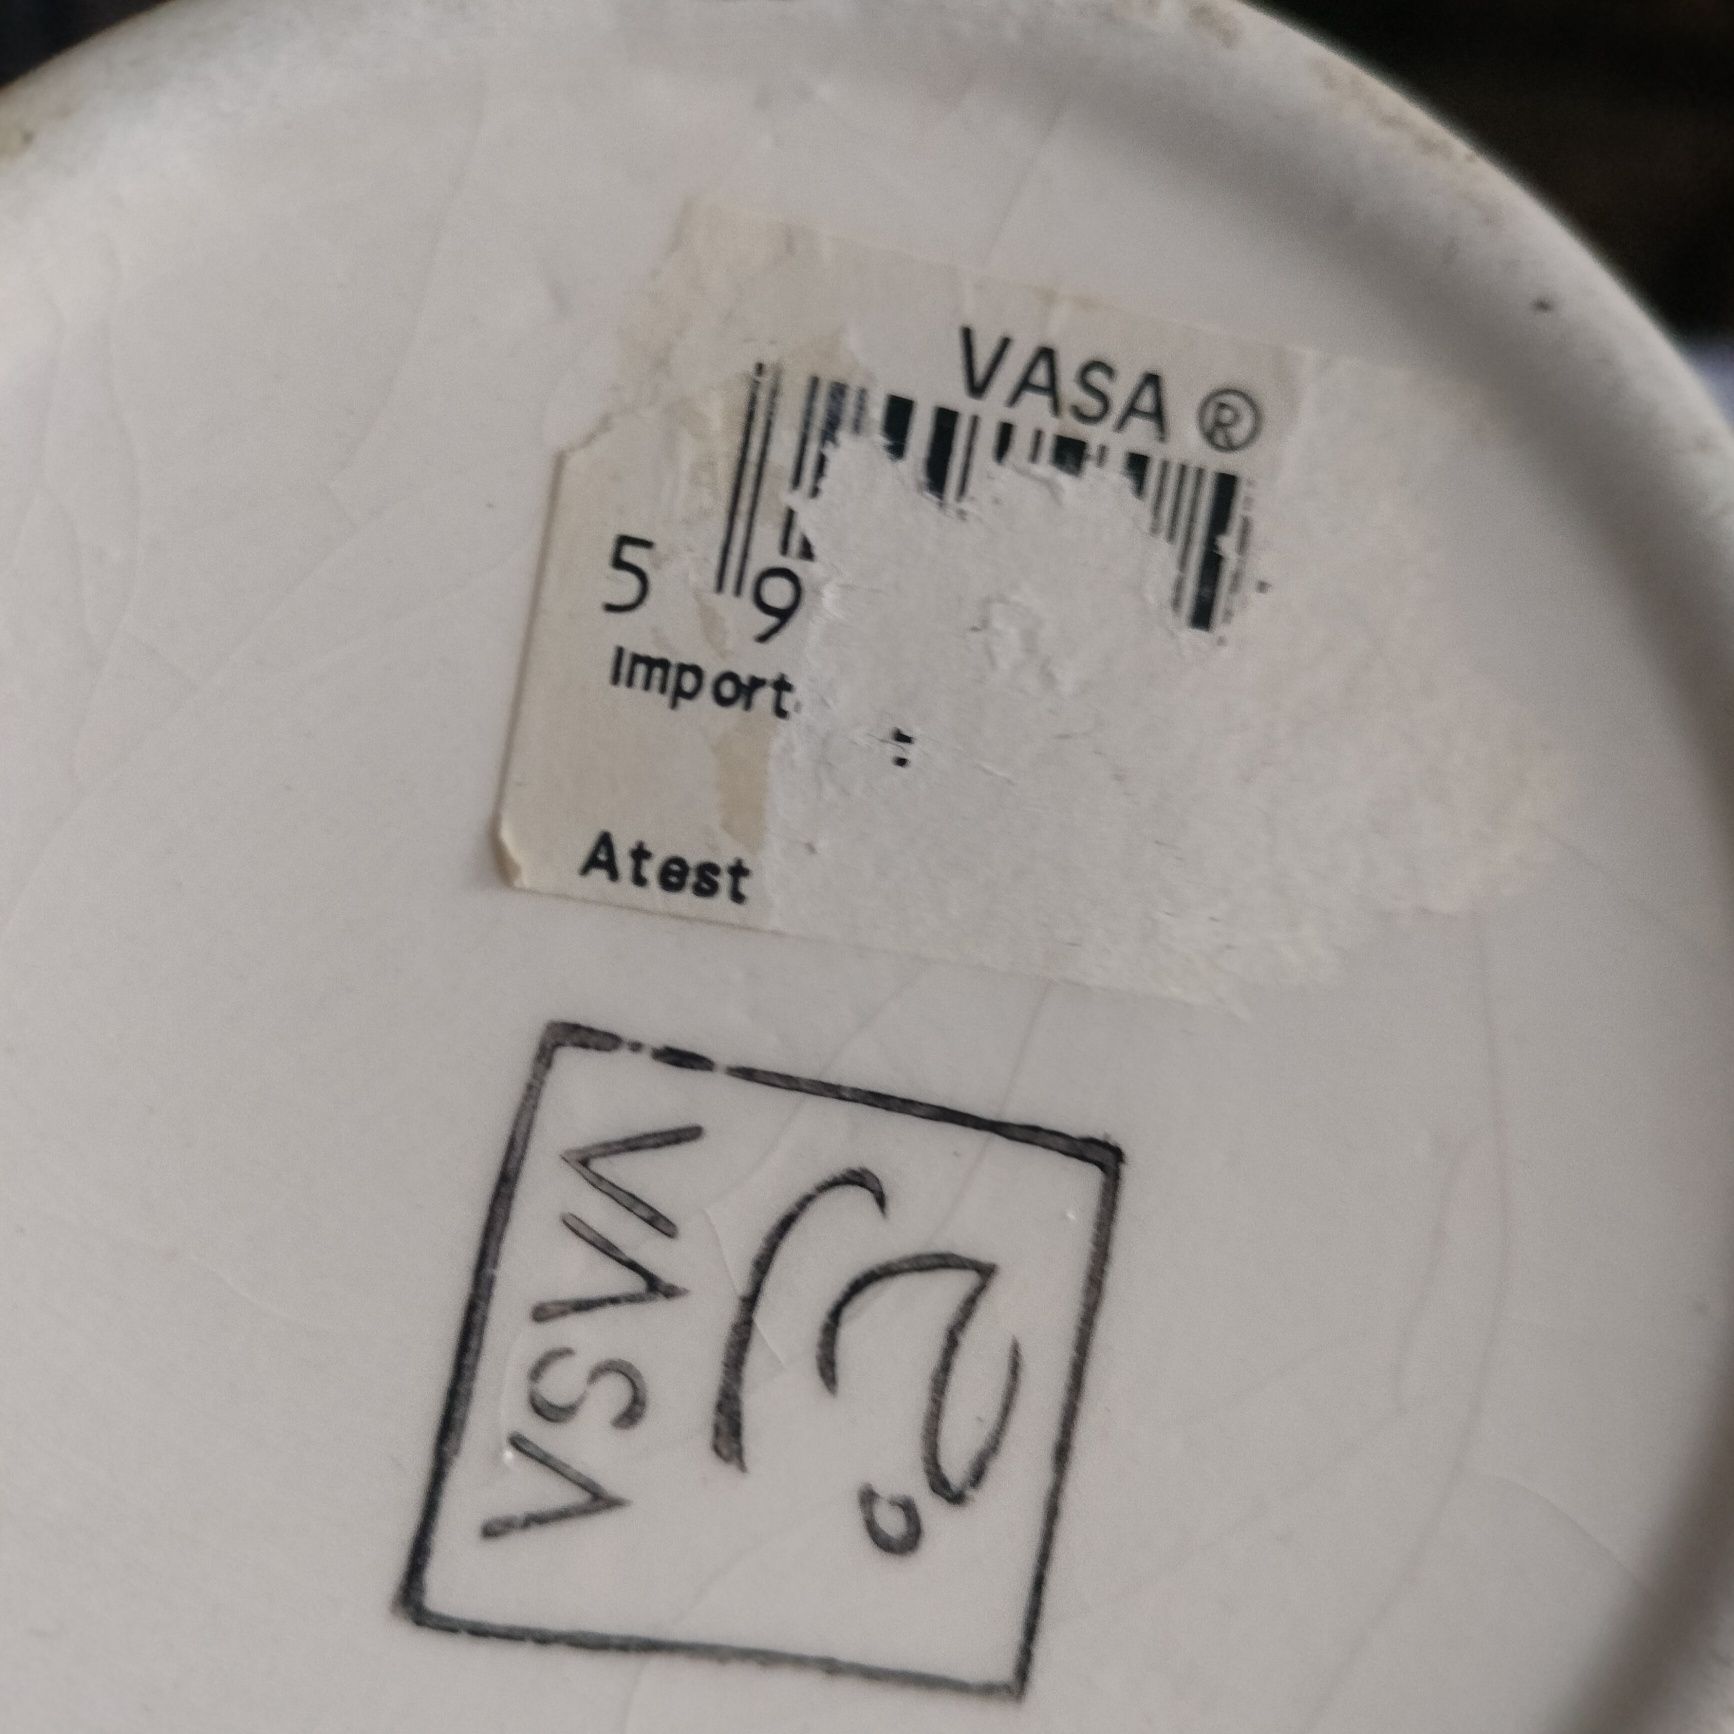 VASA ®
5 9
Import
Atest
VASA